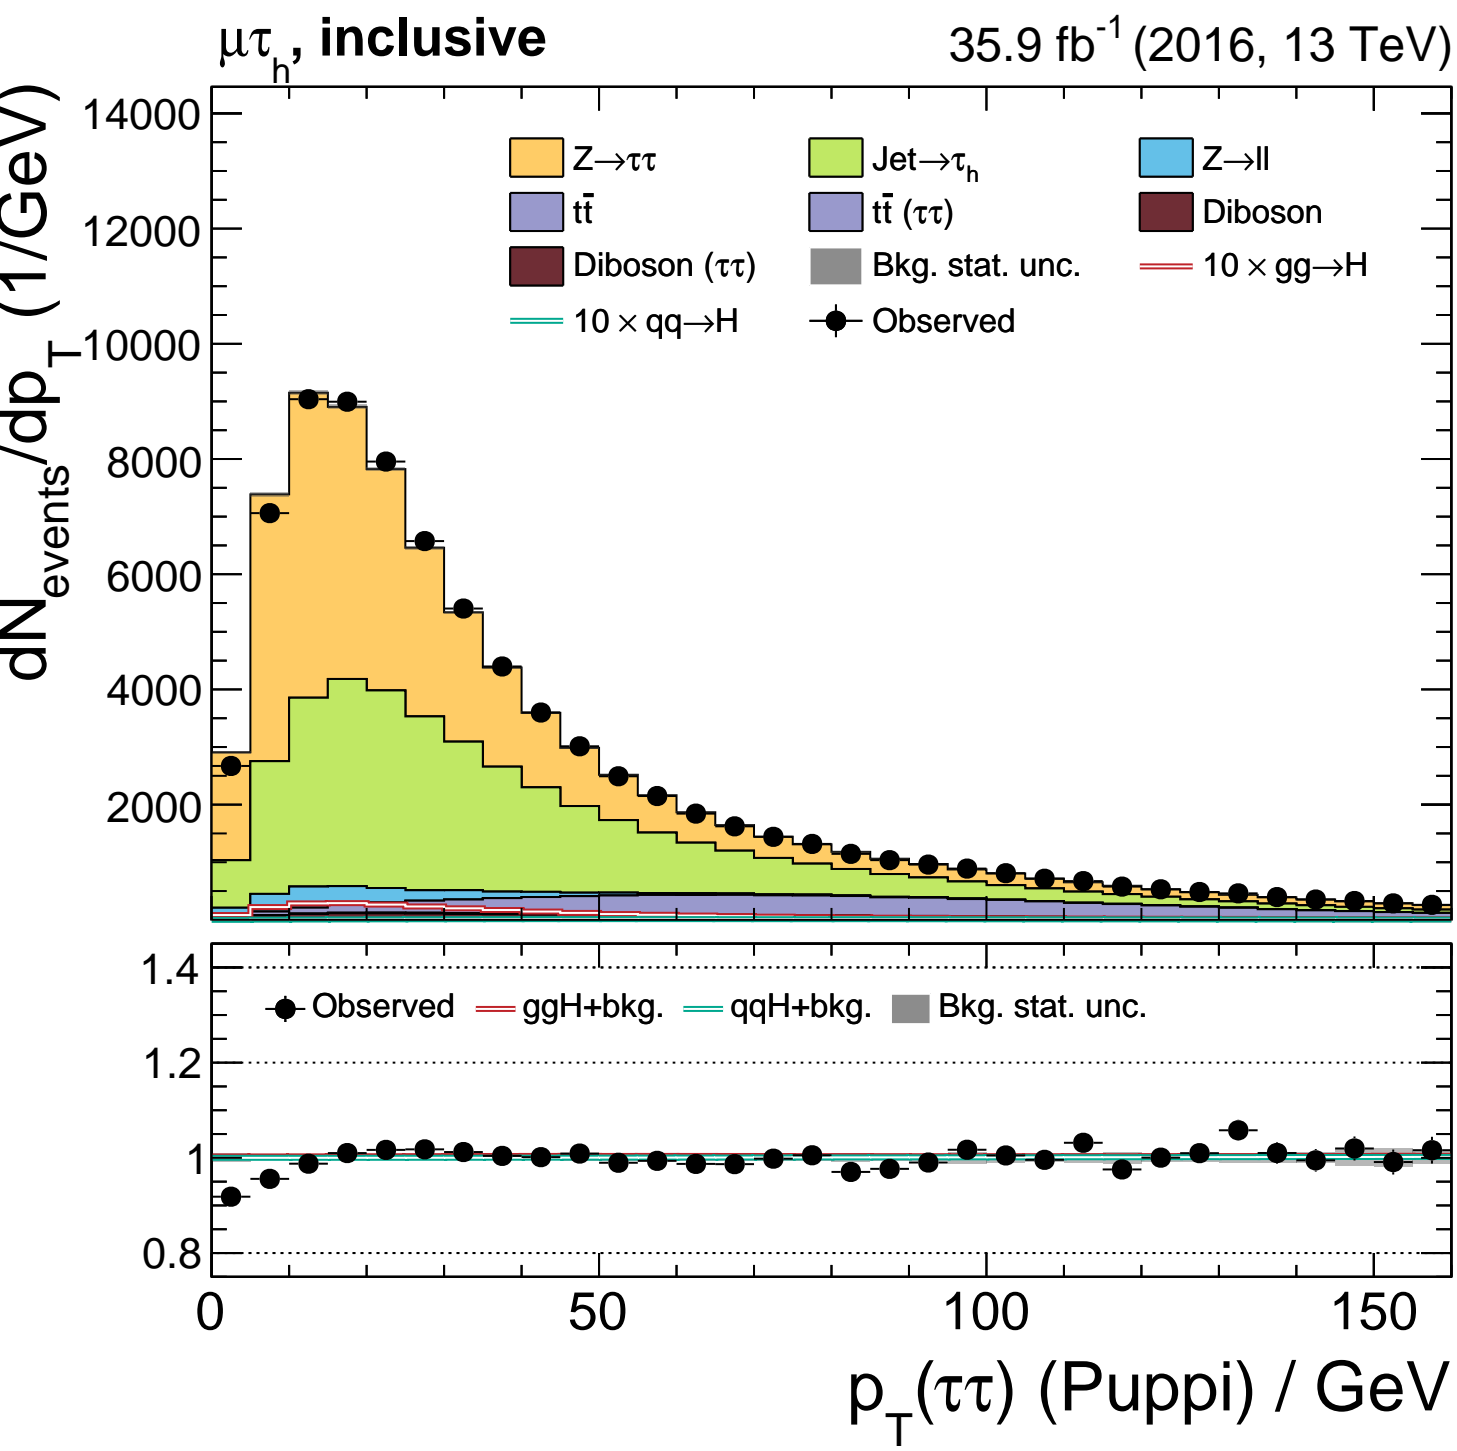 μτh, inclusive
35.9 fb-1 (2016, 13 TeV)
dNevents/dpT (1/GeV)
14000
12000
10000
8000
6000
4000
2000
Z→ττ Jet→τh Z→ll
tt̄ tt̄ (ττ) Diboson
Diboson (ττ) Bkg. stat. unc. 10 × gg→H
10 × qq→H Observed
1.4
1.2
1
0.8
Observed ggH+bkg. qqH+bkg. Bkg. stat. unc.
0 50 100 150
pT(ττ) (Puppi) / GeV